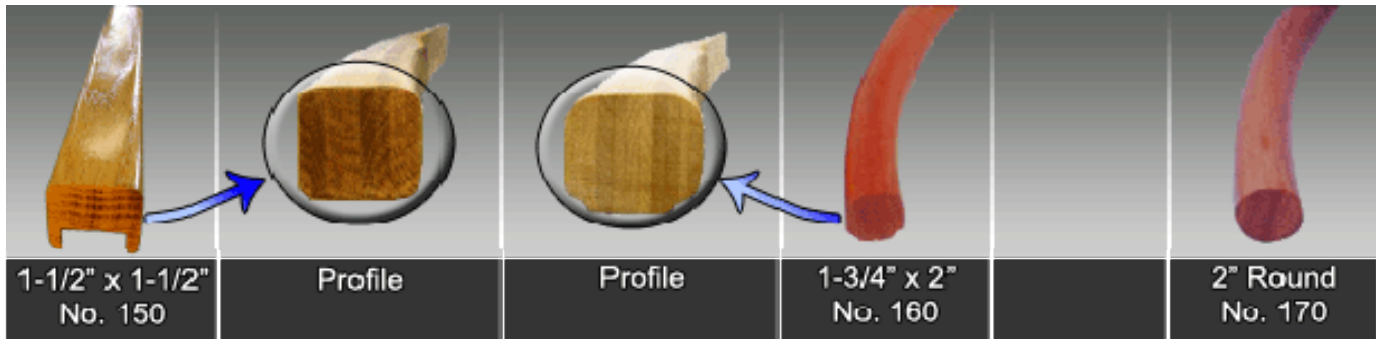 1-1/2" x 1-1/2"
No. 150
Profile
Profile
1-3/4" x 2"
No. 160
2" Round
No. 170